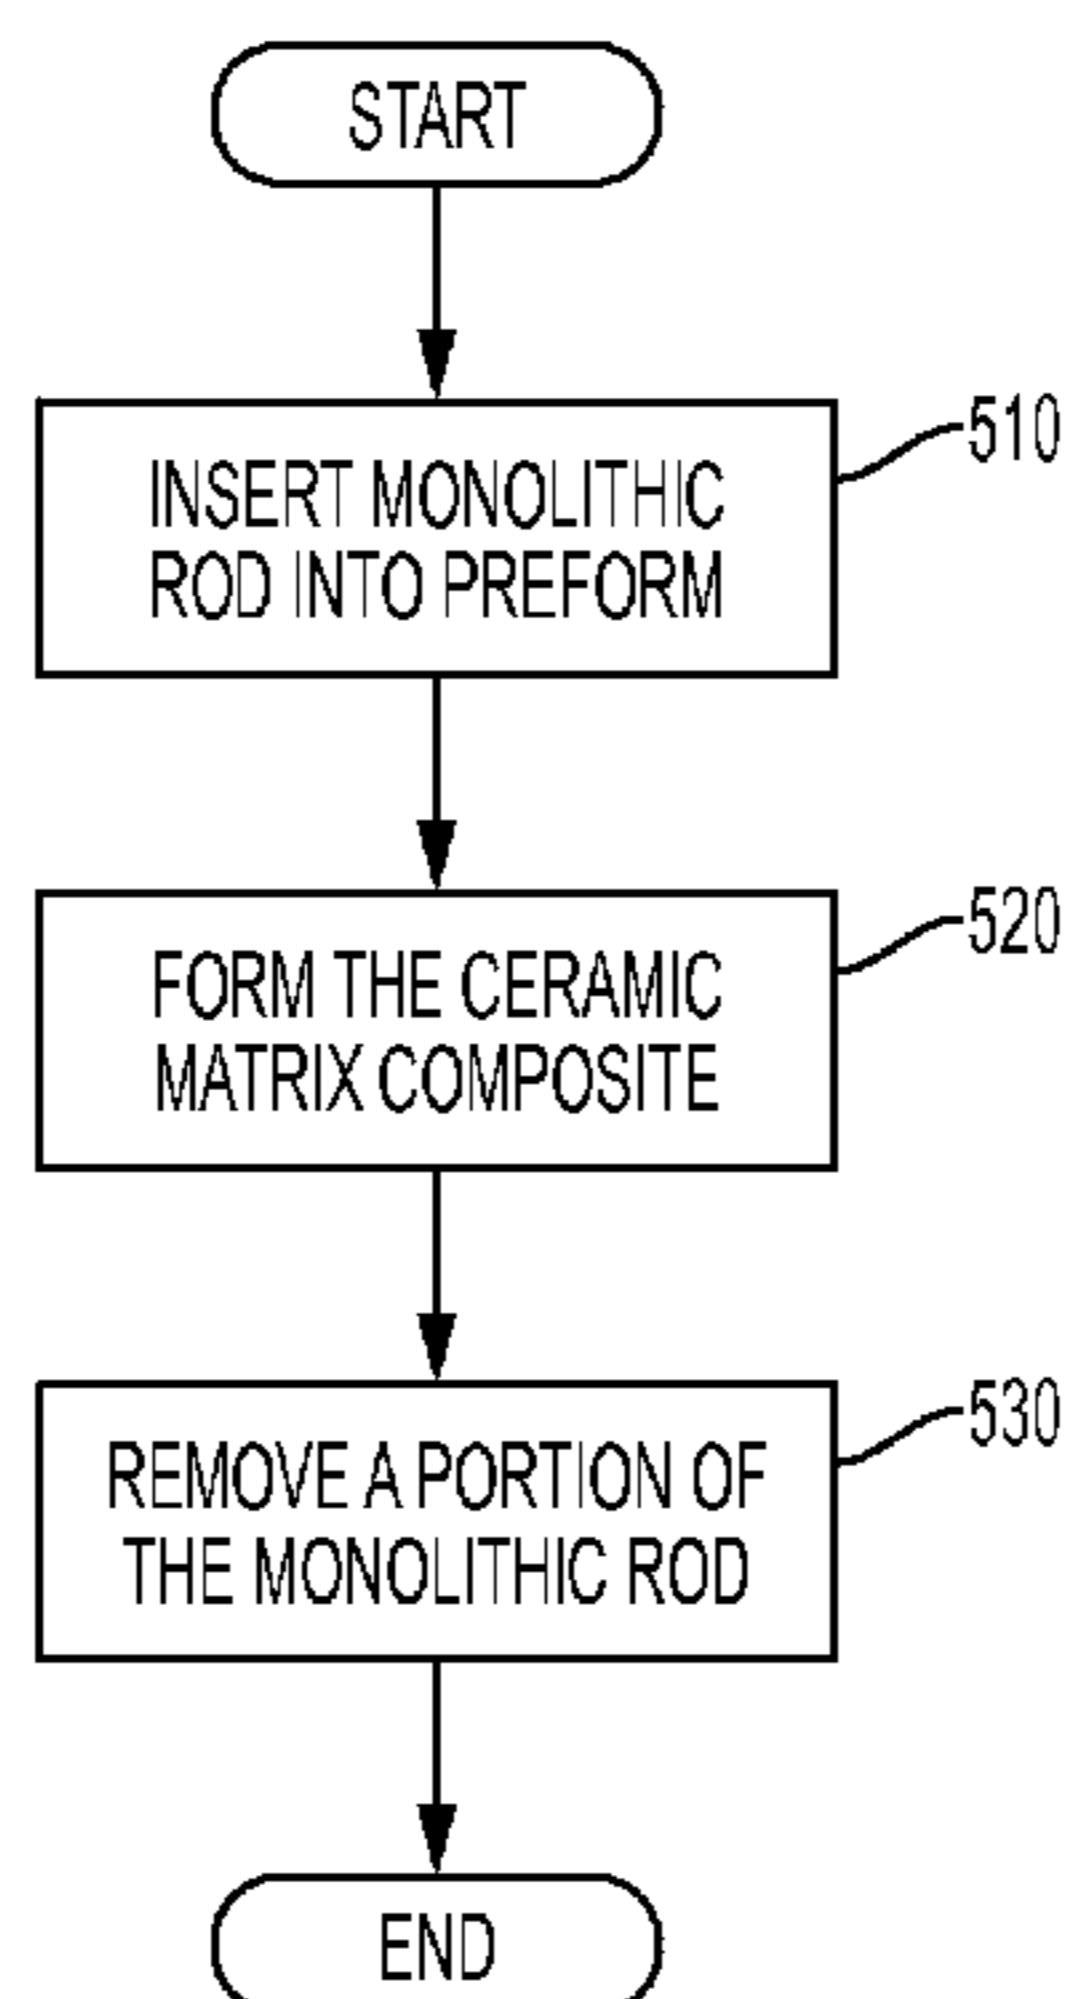 START
510
INSERT MONOLITHIC
ROD INTO PREFORM
520
FORM THE CERAMIC
MATRIX COMPOSITE
530
REMOVE A PORTION OF
THE MONOLITHIC ROD
END